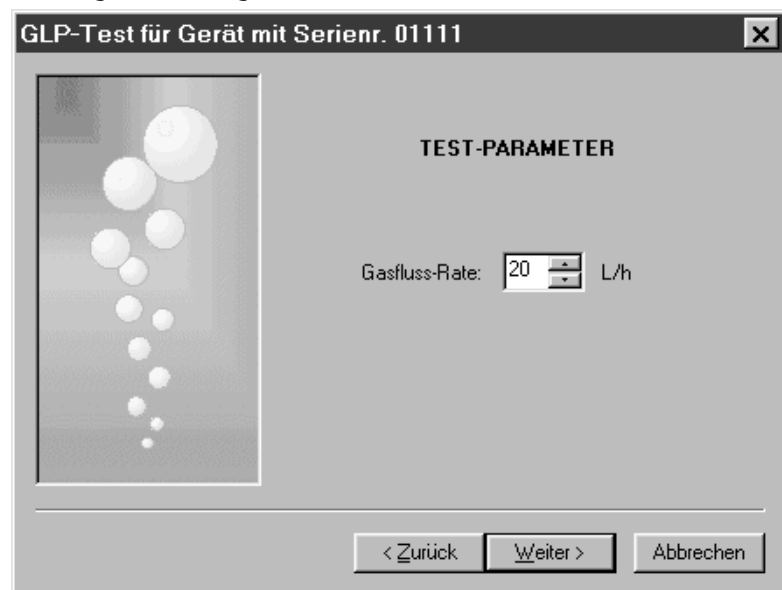 GLP-Test für Gerät mit Serienr. 01111
TEST-PARAMETER
Gasfluss-Rate: 20 L/h
< Zurück Weiter > Abbrechen